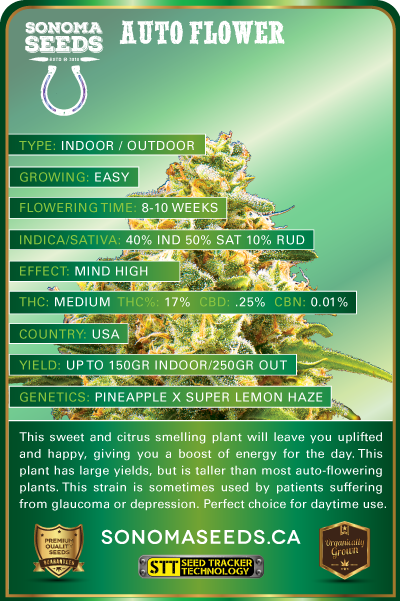 SONOMA
SEEDS
AUTO FLOWER
TYPE: INDOOR / OUTDOOR
GROWING: EASY
FLOWERING TIME: 8-10 WEEKS
INDICA/SATIVA: 40% IND 50% SAT 10% RUD
EFFECT: MIND HIGH
THC: MEDIUM THC%: 17% CBD: .25% CBN: 0.01%
COUNTRY: USA
YIELD: UP TO 150GR INDOOR/250GR OUT
GENETICS: PINEAPPLE X SUPER LEMON HAZE
This sweet and citrus smelling plant will leave you uplifted
and happy, giving you a boost of energy for the day. This
plant has large yields, but is taller than most auto-flowering
plants. This strain is sometimes used by patients suffering
from glaucoma or depression. Perfect choice for daytime use.
PREMIUM
QUALITY
SEEDS
GUARANTEED
SONOMASEEDS.CA
Organically
Grown
STT SEED TRACKER
TECHNOLOGY